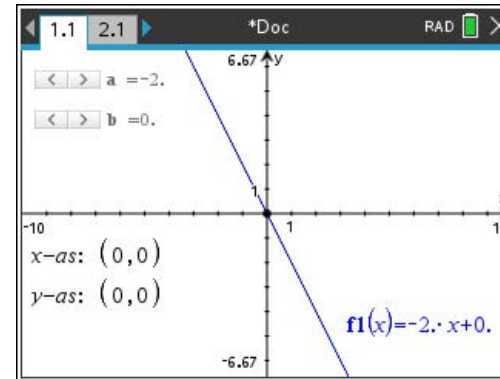 1.1 2.1 *Doc RAD
6.67 y
a =-2.
b =0.
1
-10 1
x-as: (0,0)
y-as: (0,0)
f1(x)=-2.·x+0.
-6.67